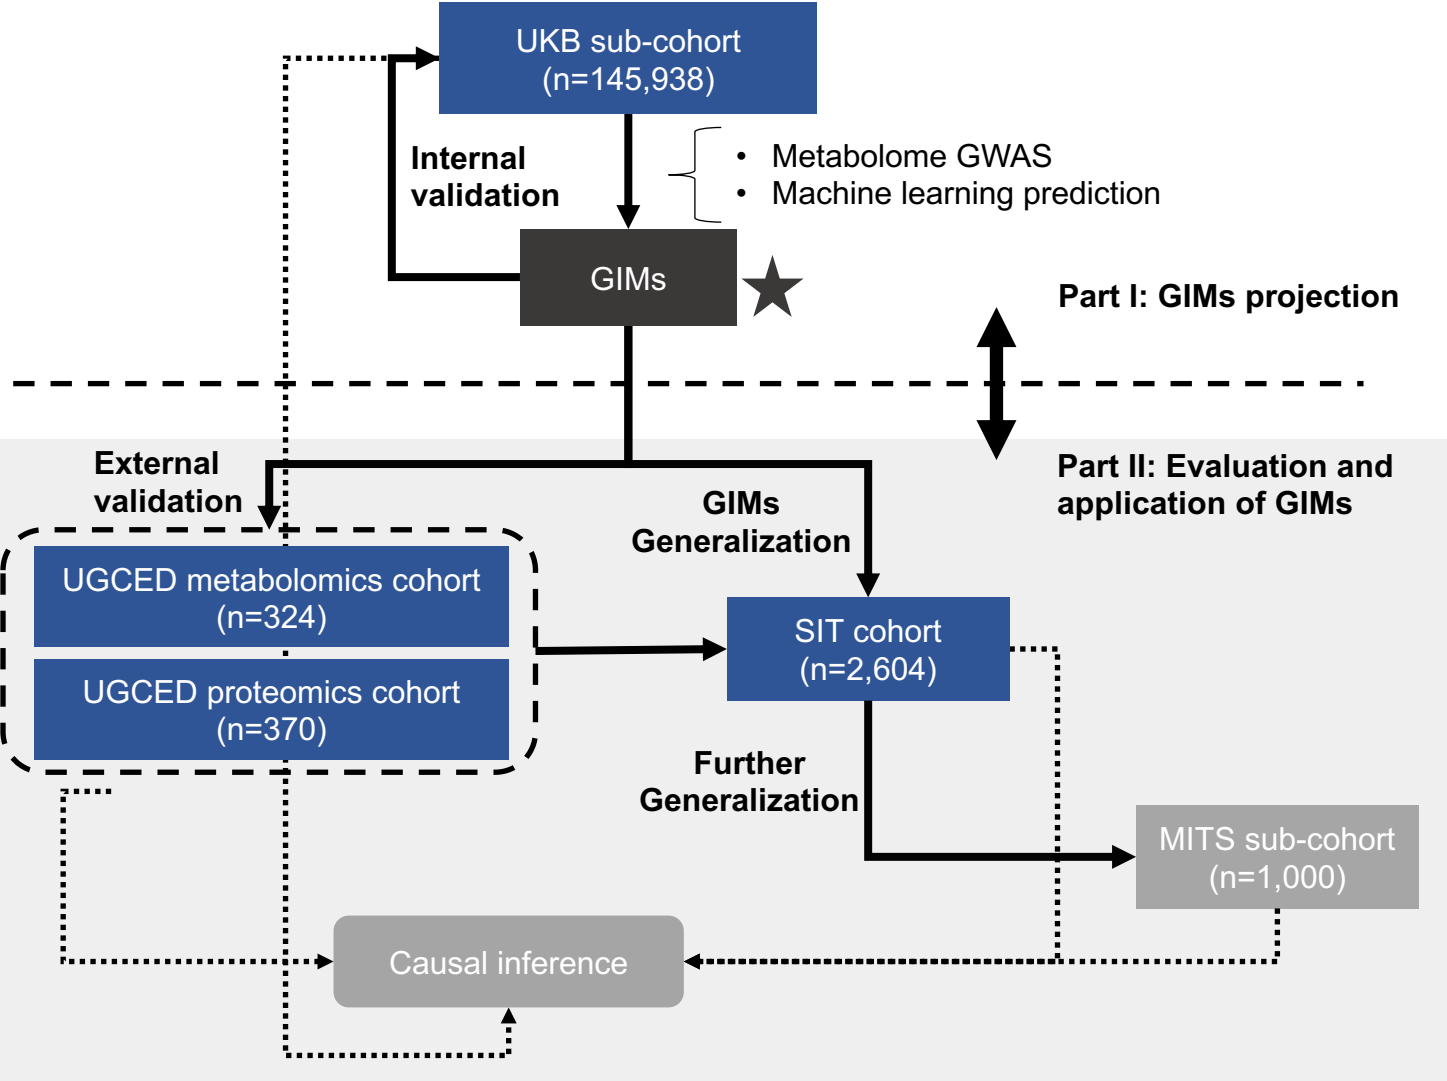 UKB sub-cohort
(n=145,938)
Internal
validation
• Metabolome GWAS
• Machine learning prediction
GIMs
Part I: GIMs projection
External
validation
Part II: Evaluation and
application of GIMs
GIMs
Generalization
UGCED metabolomics cohort
(n=324)
UGCED proteomics cohort
(n=370)
SIT cohort
(n=2,604)
Further
Generalization
MITS sub-cohort
(n=1,000)
Causal inference